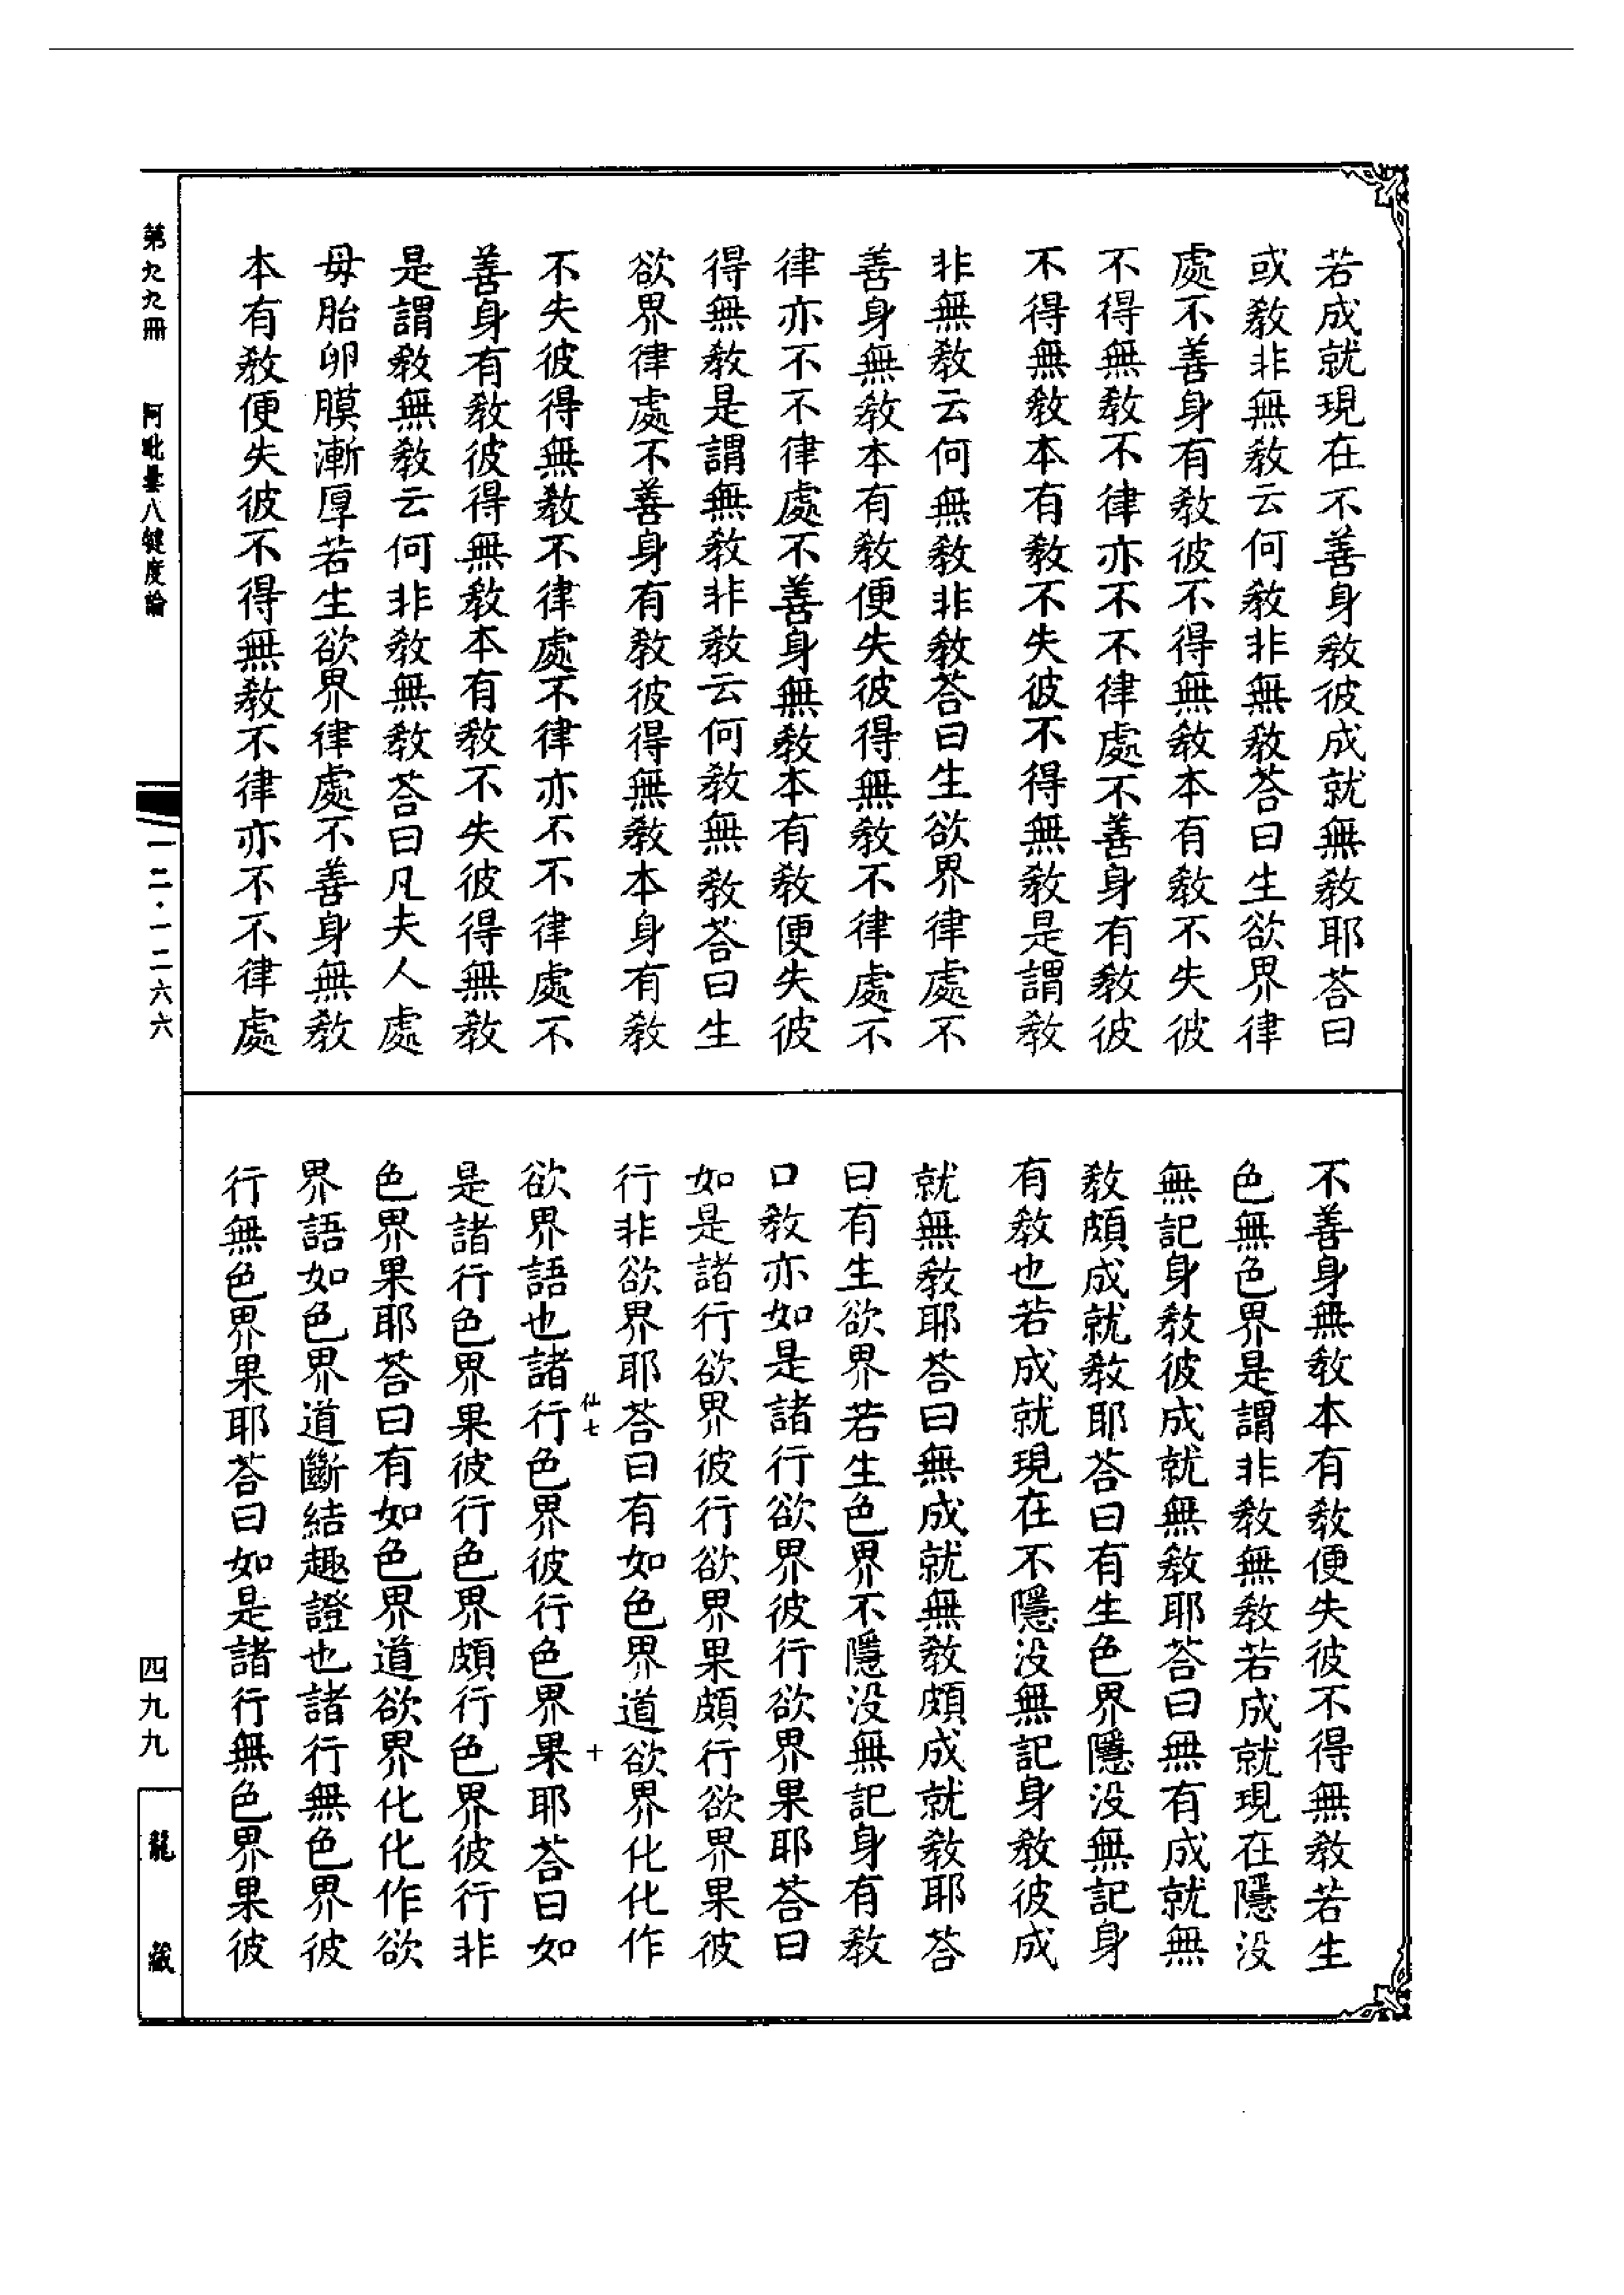 若成就現在不善身教彼成就無教耶荅曰
或教非無教云何教非無教荅曰生欲界律
處不善身有教彼不得無教本有教不失彼
不得無教不律亦不不律處不善身有教彼
不得無教本有教不失彼不得無教是謂教
非無教云何無教非教荅曰生欲界律處不
善身無教本有教便失彼得無教不律處不
律亦不不律處不善身無教本有教便失彼
得無教是謂無教非教云何教無教荅曰生
欲界律處不善身有教彼得無教本身有教
不失彼得無教不律處不律亦不不律處不
善身有教彼得無教本有教不失彼得無教
是謂教無教云何非教無教荅曰凡夫人處
毋胎卵膜漸厚若生欲界律處不善身無教
本有教便失彼不得無教不律亦不不律處
不善身無教本有教便失彼不得無教若生
色無色界是謂非教無教若成就現在隱没
無記身教彼成就無教耶荅曰無有成就無
教頗成就教耶荅曰有生色界隱没無記身
有教也若成就現在不隱没無記身教彼成
就無教耶荅曰無成就無教頗成就教耶荅
曰有生欲界若生色界不隱没無記身有教
口教亦如是諸行欲界彼行欲界果耶荅曰
如是諸行欲界彼行欲界果頗行欲界果彼
行非欲界耶荅曰有如色界道欲界化化作
欲界語也諸行色界彼行色界果耶荅曰如
是諸行色界果彼行色界頗行色界彼行非
色界果耶荅曰有如色界道欲界化化作欲
界語如色界道斷結趣證也諸行無色界彼
行無色界果耶荅曰如是諸行無色界果彼
仙七
十
第九九冊
阿毗曇八犍度論
一二·一二六六
四九九
龍藏